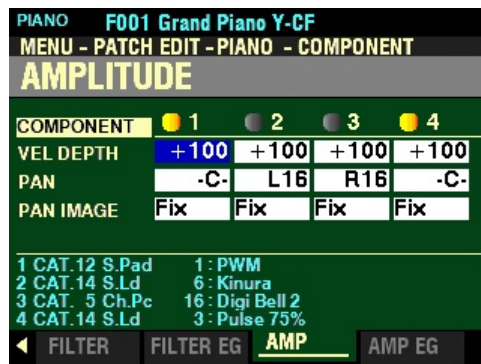 PIANO F001 Grand Piano Y-CF
MENU - PATCH EDIT - PIANO - COMPONENT
AMPLITUDE
COMPONENT 1 2 3 4
VEL DEPTH +100 +100 +100 +100
PAN -C- L16 R16 -C-
PAN IMAGE Fix Fix Fix Fix
1 CAT.12 S.Pad 1 : PWM
2 CAT.14 S.Ld 6 : Kinura
3 CAT. 5 Ch.Pc 16 : Digi Bell 2
4 CAT.14 S.Ld 3 : Pulse 75%
FILTER FILTER EG AMP AMP EG